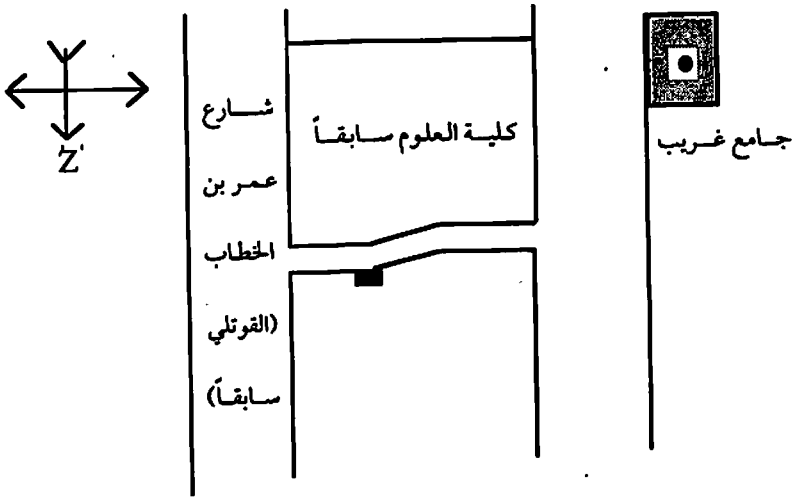 شارع
عمر بن
الخطاب
(القوتلي
سابقاً)
كلية العلوم سابقاً
جامع غريب
Z'